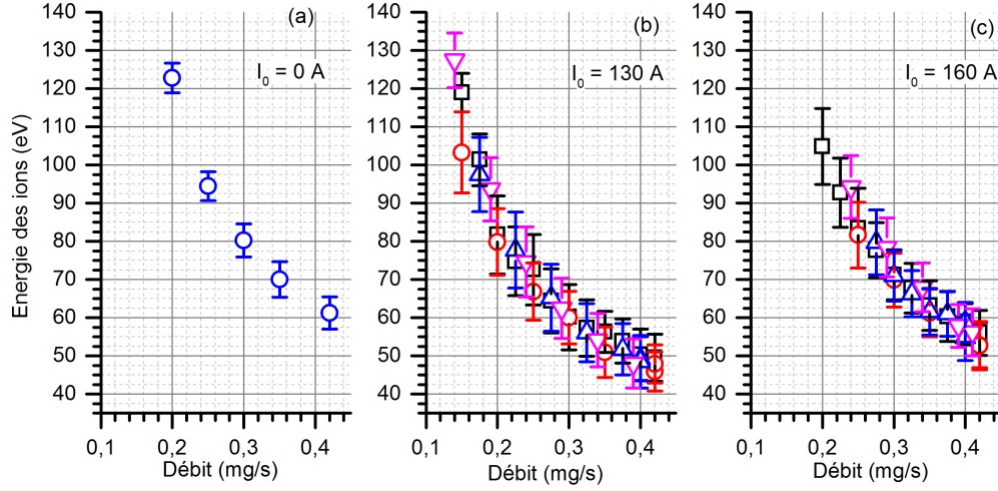 (a)
I₀ = 0 A
Energie des ions (eV)
140
130
120
110
100
90
80
70
60
50
40
0,1 0,2 0,3 0,4
Débit (mg/s)
(b)
I₀ = 130 A
140
130
120
110
100
90
80
70
60
50
40
0,1 0,2 0,3 0,4
Débit (mg/s)
(c)
I₀ = 160 A
140
130
120
110
100
90
80
70
60
50
40
0,1 0,2 0,3 0,4
Débit (mg/s)